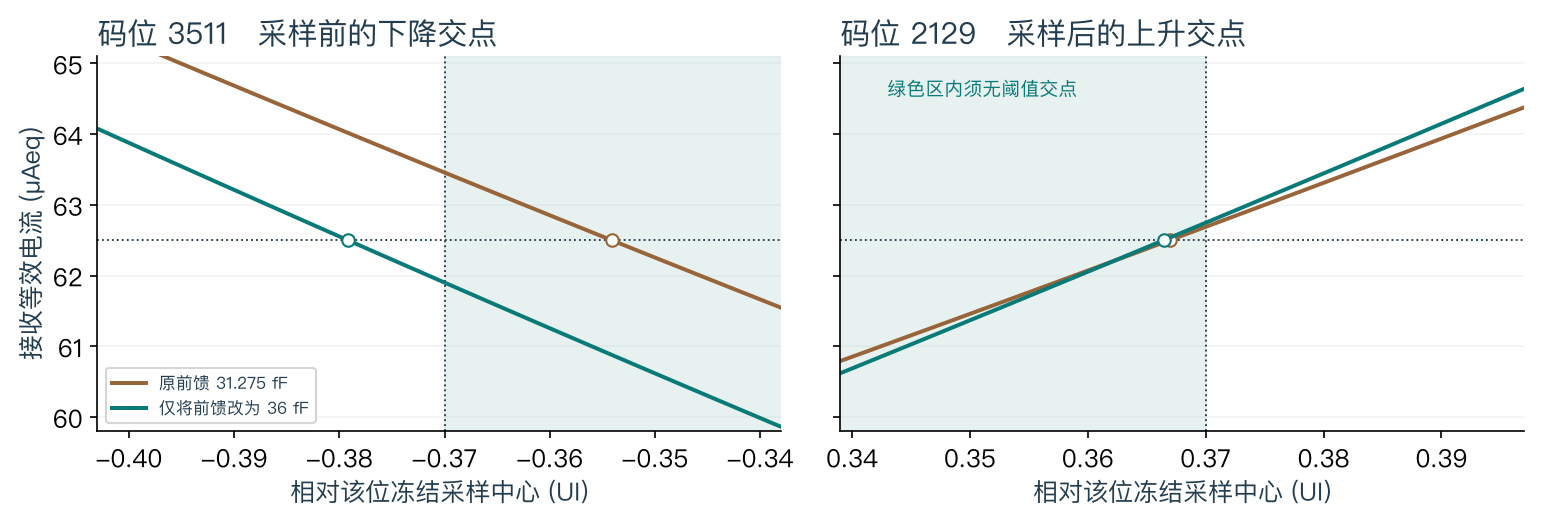 码位 3511　采样前的下降交点
码位 2129　采样后的上升交点
接收等效电流 (μAeq)
65
64
63
62
61
60
原前馈 31.275 fF
仅将前馈改为 36 fF
−0.40 −0.39 −0.38 −0.37 −0.36 −0.35 −0.34
相对该位冻结采样中心 (UI)
绿色区内须无阈值交点
0.34 0.35 0.36 0.37 0.38 0.39
相对该位冻结采样中心 (UI)